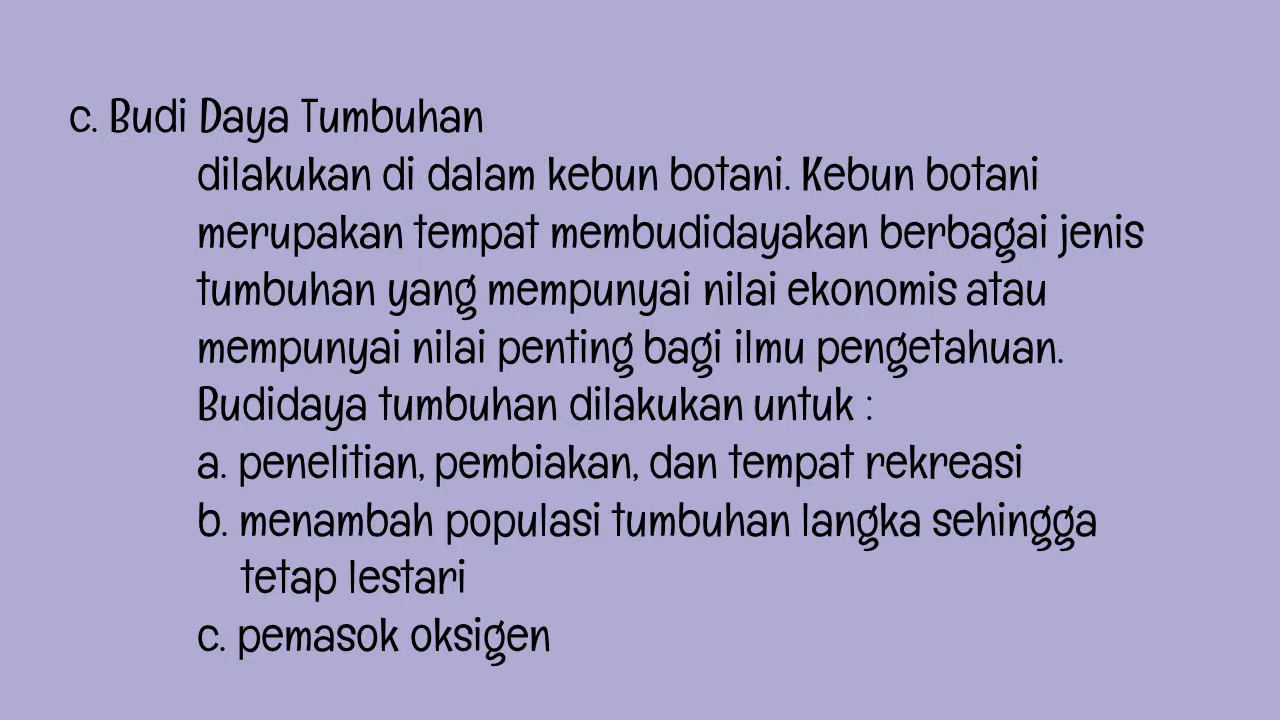 c. Budi Daya Tumbuhan
dilakukan di dalam kebun botani. Kebun botani
merupakan tempat membudidayakan berbagai jenis
tumbuhan yang mempunyai nilai ekonomis atau
mempunyai nilai penting bagi ilmu pengetahuan.
Budidaya tumbuhan dilakukan untuk :
a. penelitian, pembiakan, dan tempat rekreasi
b. menambah populasi tumbuhan langka sehingga
tetap lestari
c. pemasok oksigen